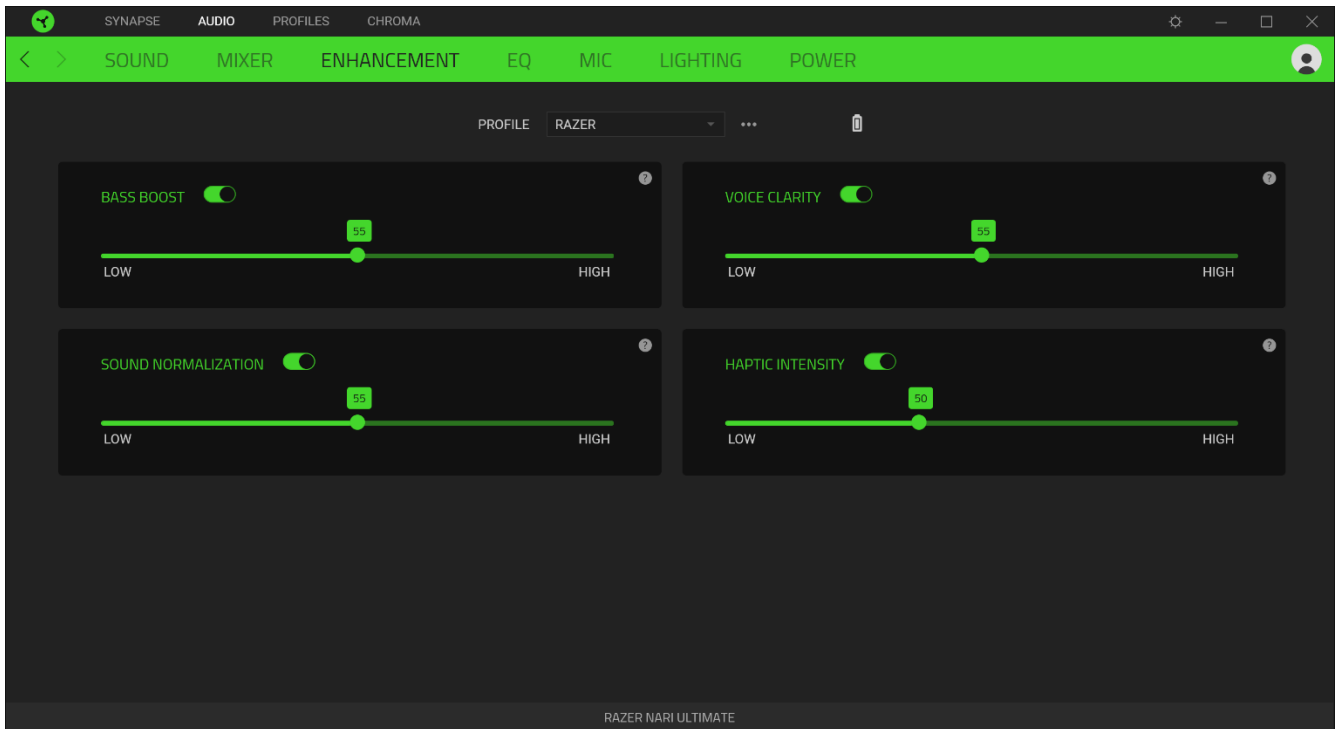 SYNAPSE AUDIO PROFILES CHROMA
SOUND MIXER ENHANCEMENT EQ MIC LIGHTING POWER
PROFILE RAZER
BASS BOOST
?
55
LOW HIGH
VOICE CLARITY
?
55
LOW HIGH
SOUND NORMALIZATION
?
55
LOW HIGH
HAPTIC INTENSITY
?
50
LOW HIGH
RAZER NARI ULTIMATE